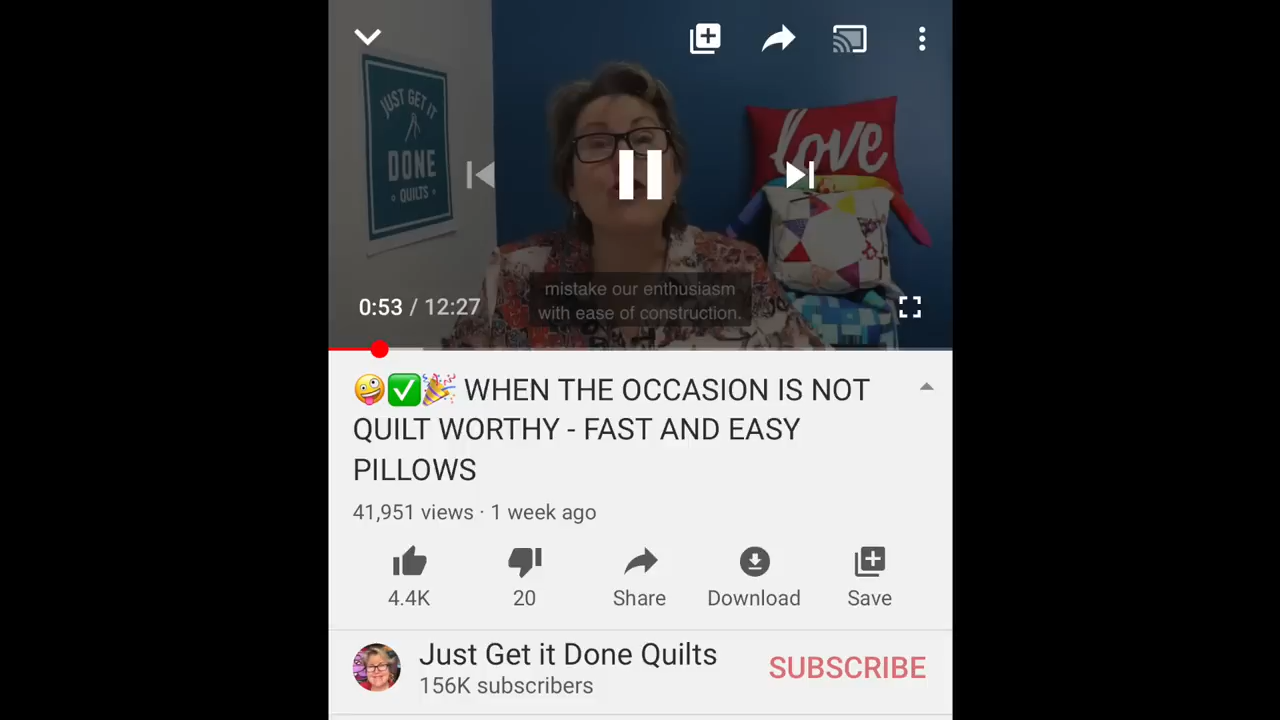 JUST GET IT
DONE
QUILTS
love
mistake our enthusiasm
with ease of construction.
0:53 / 12:27
🤪✅🎉 WHEN THE OCCASION IS NOT
QUILT WORTHY - FAST AND EASY
PILLOWS
41,951 views · 1 week ago
4.4K 20 Share Download Save
Just Get it Done Quilts
156K subscribers
SUBSCRIBE